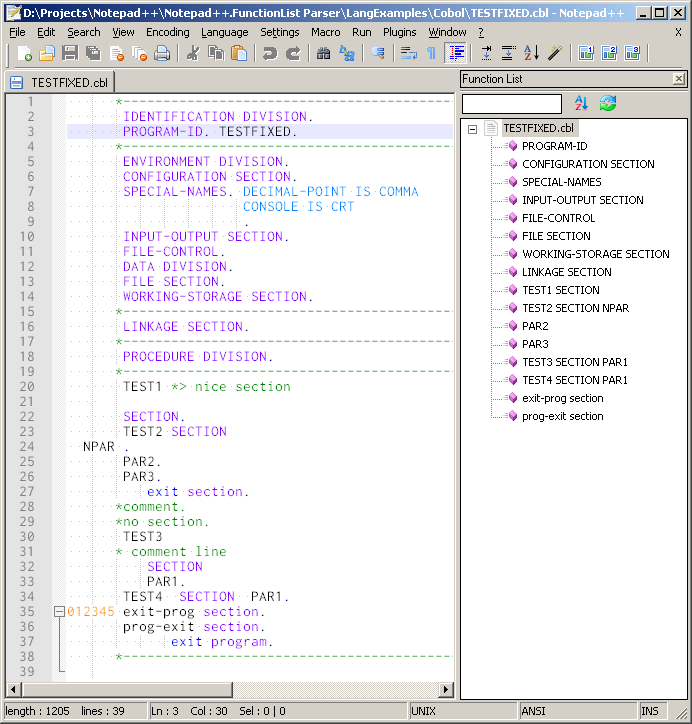 D:\Projects\Notepad++\Notepad++.FunctionList Parser\LangExamples\Cobol\TESTFIXED.cbl - Notepad++
File Edit Search View Encoding Language Settings Macro Run Plugins Window ? X
TESTFIXED.cbl
1 *---------------------------------------------
2 IDENTIFICATION DIVISION.
3 PROGRAM-ID. TESTFIXED.
4 *---------------------------------------------
5 ENVIRONMENT DIVISION.
6 CONFIGURATION SECTION.
7 SPECIAL-NAMES. DECIMAL-POINT IS COMMA
8 CONSOLE IS CRT
9 .
10 INPUT-OUTPUT SECTION.
11 FILE-CONTROL.
12 DATA DIVISION.
13 FILE SECTION.
14 WORKING-STORAGE SECTION.
15 *---------------------------------------------
16 LINKAGE SECTION.
17 *---------------------------------------------
18 PROCEDURE DIVISION.
19 *---------------------------------------------
20 TEST1 *> nice section
21
22 SECTION.
23 TEST2 SECTION
24 NPAR .
25 PAR2.
26 PAR3.
27 exit section.
28 *comment.
29 *no section.
30 TEST3
31 * comment line
32 SECTION
33 PAR1.
34 TEST4 SECTION PAR1.
35 012345 exit-prog section.
36 prog-exit section.
37 exit program.
38 *---------------------------------------------
39
Function List
TESTFIXED.cbl
PROGRAM-ID
CONFIGURATION SECTION
SPECIAL-NAMES
INPUT-OUTPUT SECTION
FILE-CONTROL
FILE SECTION
WORKING-STORAGE SECTION
LINKAGE SECTION
TEST1 SECTION
TEST2 SECTION NPAR
PAR2
PAR3
TEST3 SECTION PAR1
TEST4 SECTION PAR1
exit-prog section
prog-exit section
length : 1205 lines : 39 Ln : 3 Col : 30 Sel : 0 | 0 UNIX ANSI INS